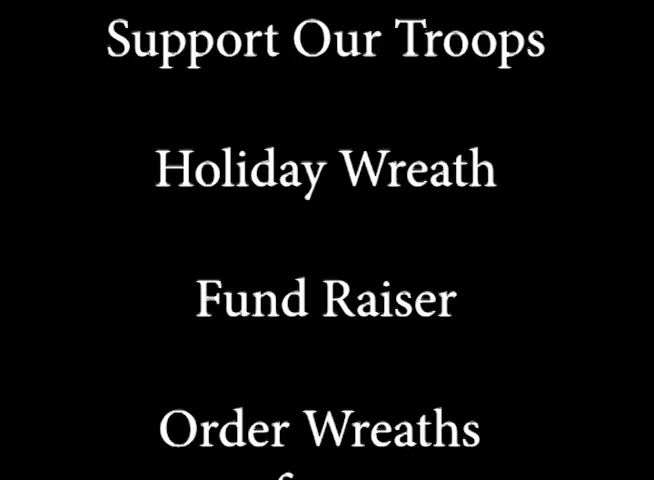 Support Our Troops
Holiday Wreath
Fund Raiser
Order Wreaths